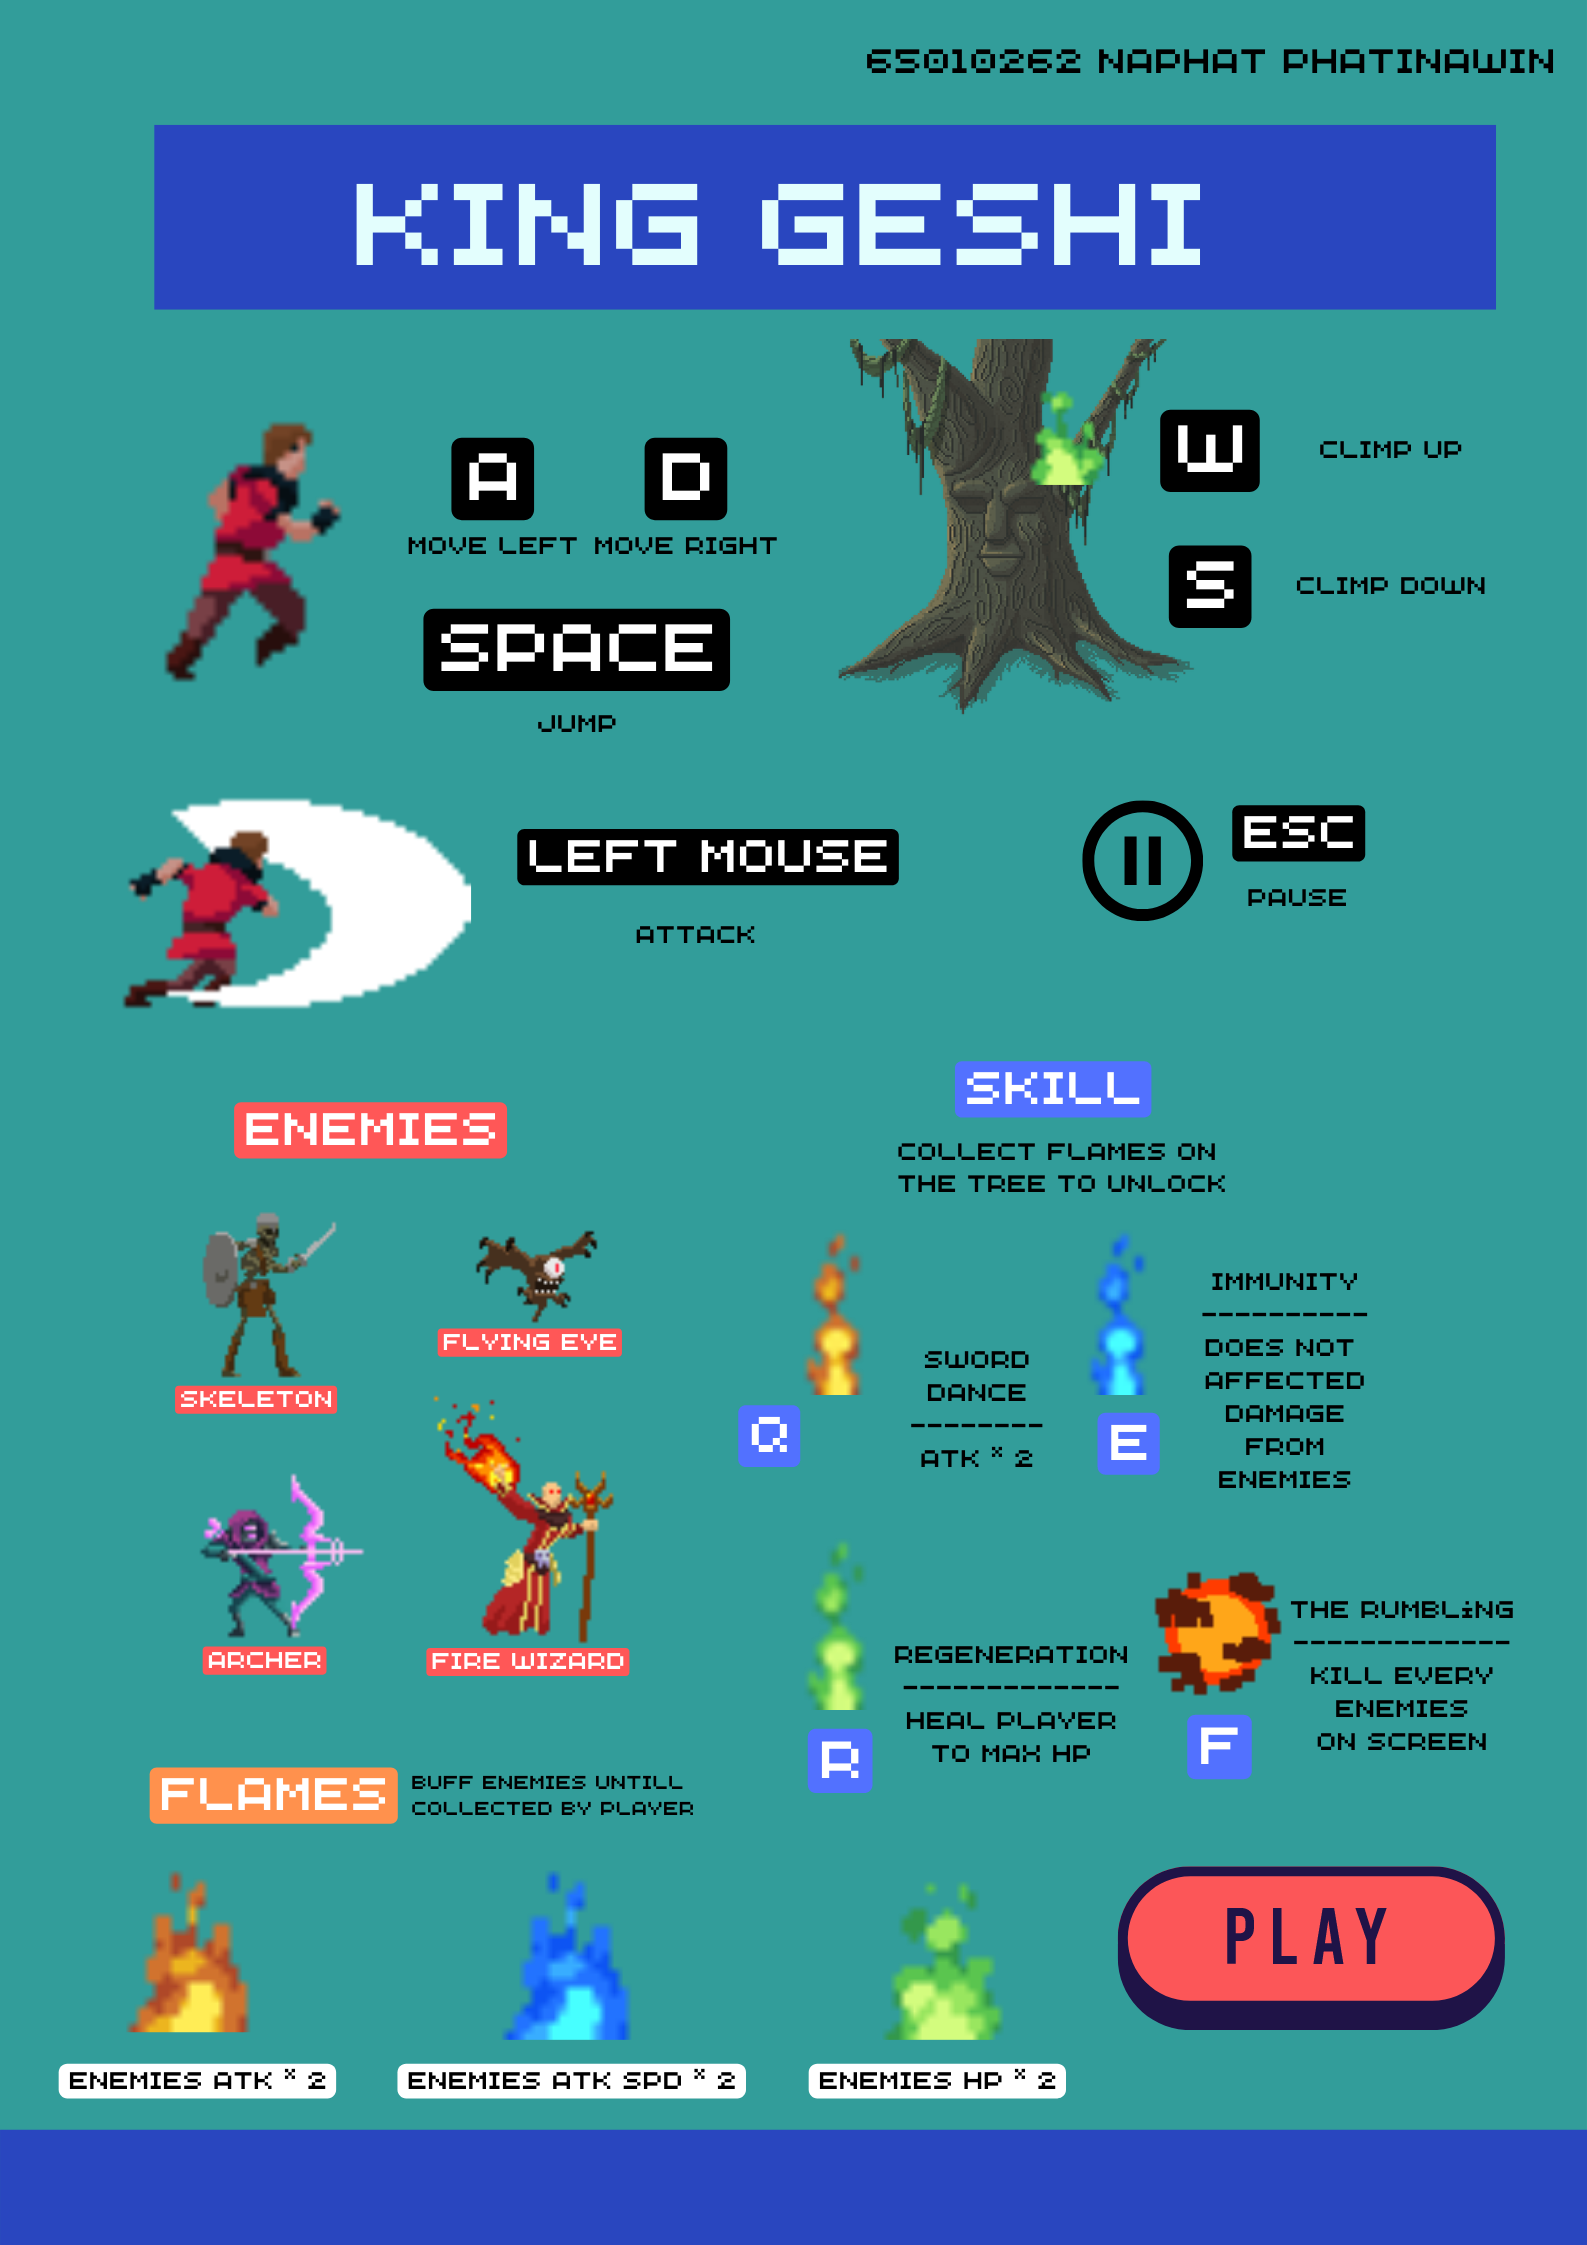 65010262 NAPHAT PHATINAWIN
KING GESHI
A
D
MOVE LEFT
MOVE RIGHT
SPACE
JUMP
W
CLIMP UP
S
CLIMP DOWN
LEFT MOUSE
ATTACK
ESC
PAUSE
ENEMIES
SKELETON
FLYING EYE
ARCHER
FIRE WIZARD
SKILL
COLLECT FLAMES ON
THE TREE TO UNLOCK
Q
SWORD
DANCE
--------
ATK × 2
E
IMMUNITY
----------
DOES NOT
AFFECTED
DAMAGE
FROM
ENEMIES
R
REGENERATION
-------------
HEAL PLAYER
TO MAX HP
F
THE RUMBLiNG
-------------
KILL EVERY
ENEMIES
ON SCREEN
FLAMES
BUFF ENEMIES UNTILL
COLLECTED BY PLAYER
ENEMIES ATK × 2
ENEMIES ATK SPD × 2
ENEMIES HP × 2
PLAY